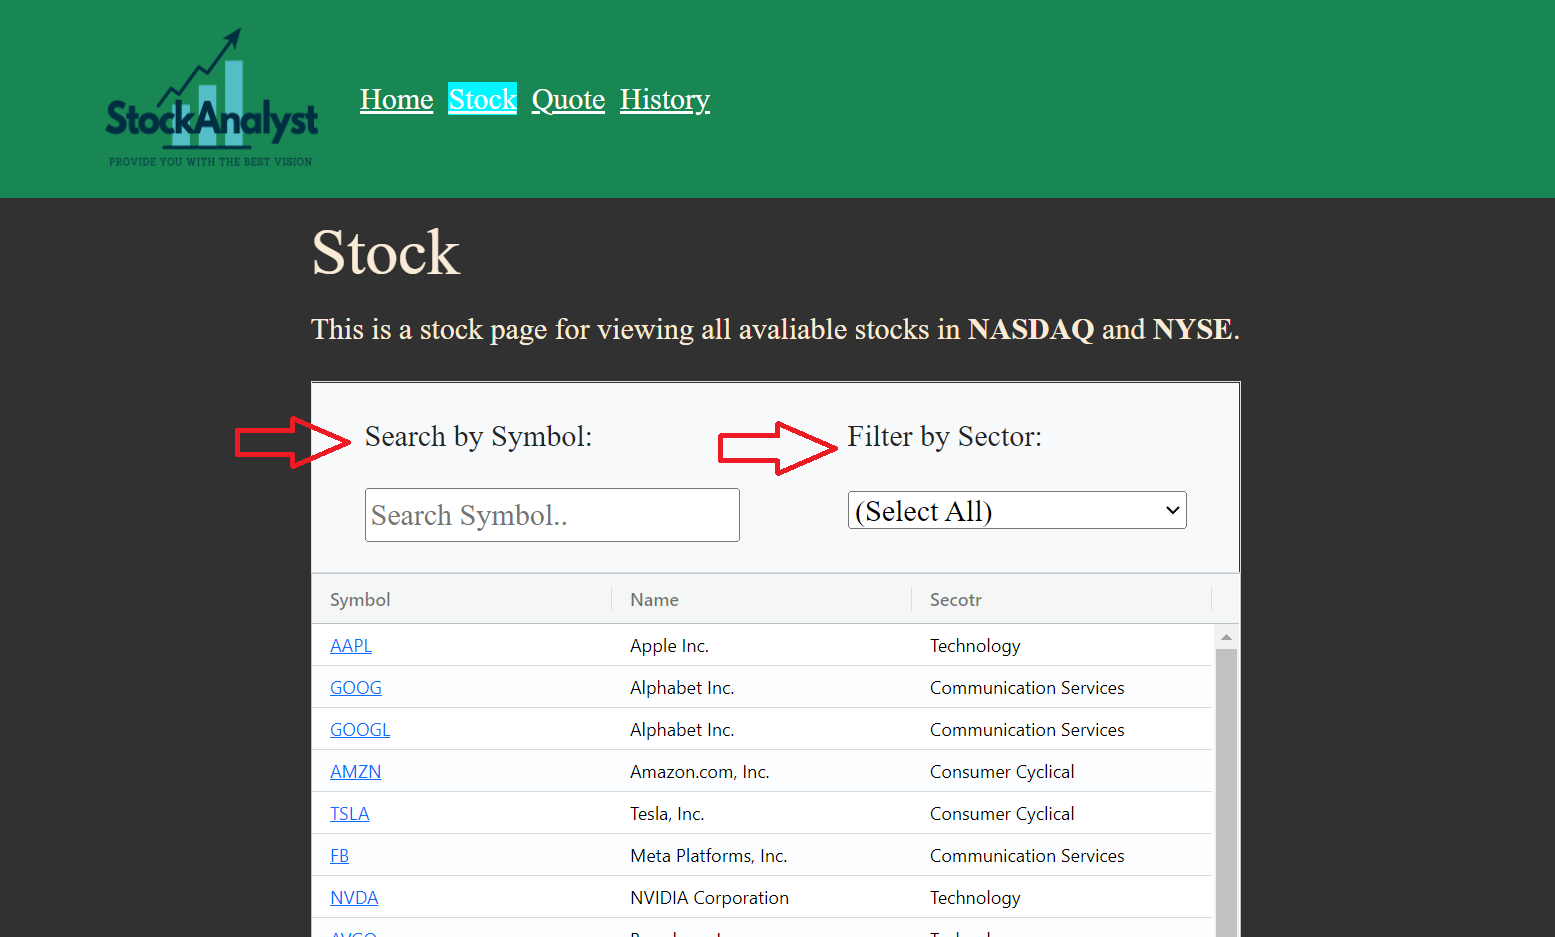 StockAnalyst
PROVIDE YOU WITH THE BEST VISION.
Home Stock Quote History
Stock
This is a stock page for viewing all avaliable stocks in NASDAQ and NYSE.
Search by Symbol: Filter by Sector:
Search Symbol.. (Select All)
Symbol Name Secotr
AAPL Apple Inc. Technology
GOOG Alphabet Inc. Communication Services
GOOGL Alphabet Inc. Communication Services
AMZN Amazon.com, Inc. Consumer Cyclical
TSLA Tesla, Inc. Consumer Cyclical
FB Meta Platforms, Inc. Communication Services
NVDA NVIDIA Corporation Technology